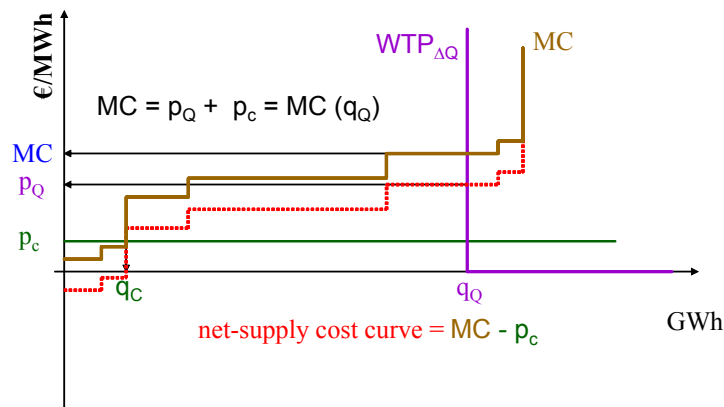 €/MWh
WTP_ΔQ
MC
MC = p_Q + p_c = MC (q_Q)
MC
p_Q
p_c
q_C
q_Q
GWh
net-supply cost curve = MC - p_c